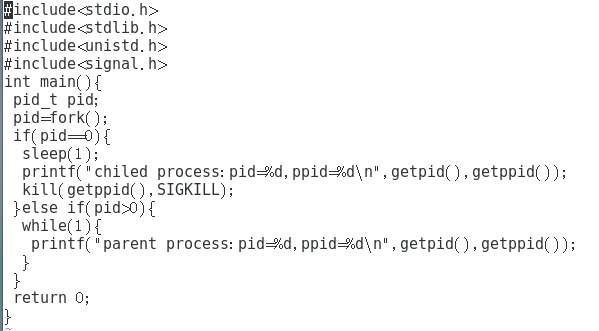 #include<stdio.h>
#include<stdlib.h>
#include<unistd.h>
#include<signal.h>
int main(){
 pid_t pid;
 pid=fork();
 if(pid==0){
  sleep(1);
  printf("chiled process:pid=%d,ppid=%d\n",getpid(),getppid());
  kill(getppid(),SIGKILL);
 }else if(pid>0){
  while(1){
   printf("parent process:pid=%d,ppid=%d\n",getpid(),getppid());
  }
 }
 return 0;
}
~